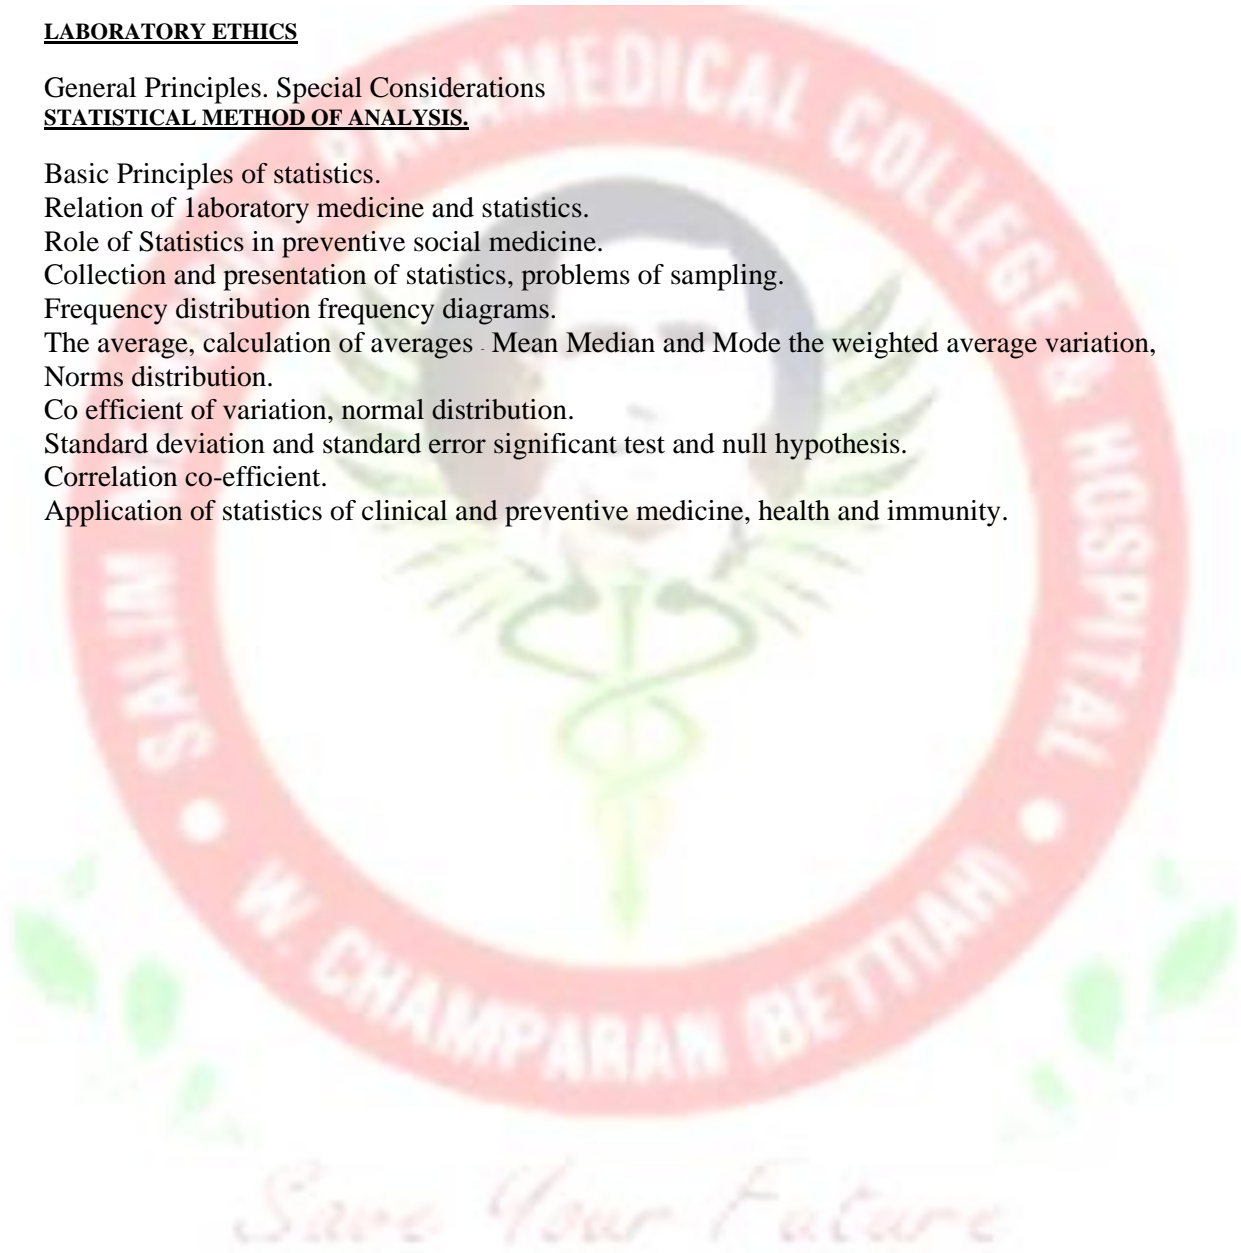 LABORATORY ETHICS
General Principles. Special Considerations
STATISTICAL METHOD OF ANALYSIS.
Basic Principles of statistics.
Relation of 1aboratory medicine and statistics.
Role of Statistics in preventive social medicine.
Collection and presentation of statistics, problems of sampling.
Frequency distribution frequency diagrams.
The average, calculation of averages - Mean Median and Mode the weighted average variation,
Norms distribution.
Co efficient of variation, normal distribution.
Standard deviation and standard error significant test and null hypothesis.
Correlation co-efficient.
Application of statistics of clinical and preventive medicine, health and immunity.
SALIM PARAMEDICAL COLLEGE & HOSPITAL
W. CHAMPARAN (BETTIAH)
Save Your Future